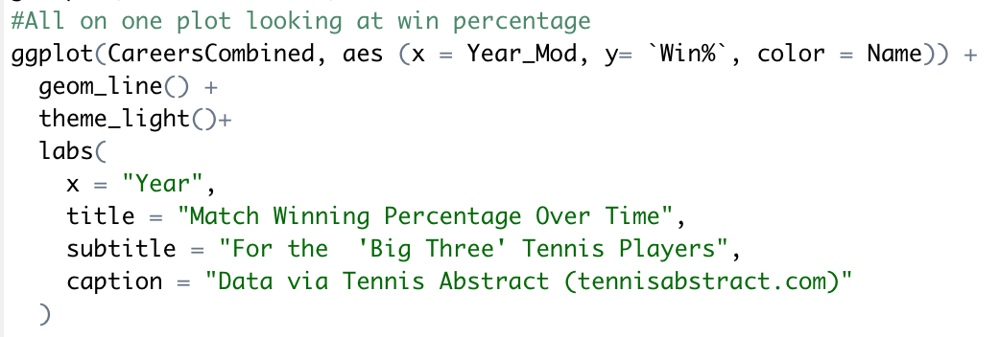 #All on one plot looking at win percentage
ggplot(CareersCombined, aes (x = Year_Mod, y= `Win%`, color = Name)) +
  geom_line() +
  theme_light()+
  labs(
    x = "Year",
    title = "Match Winning Percentage Over Time",
    subtitle = "For the  'Big Three' Tennis Players",
    caption = "Data via Tennis Abstract (tennisabstract.com)"
  )